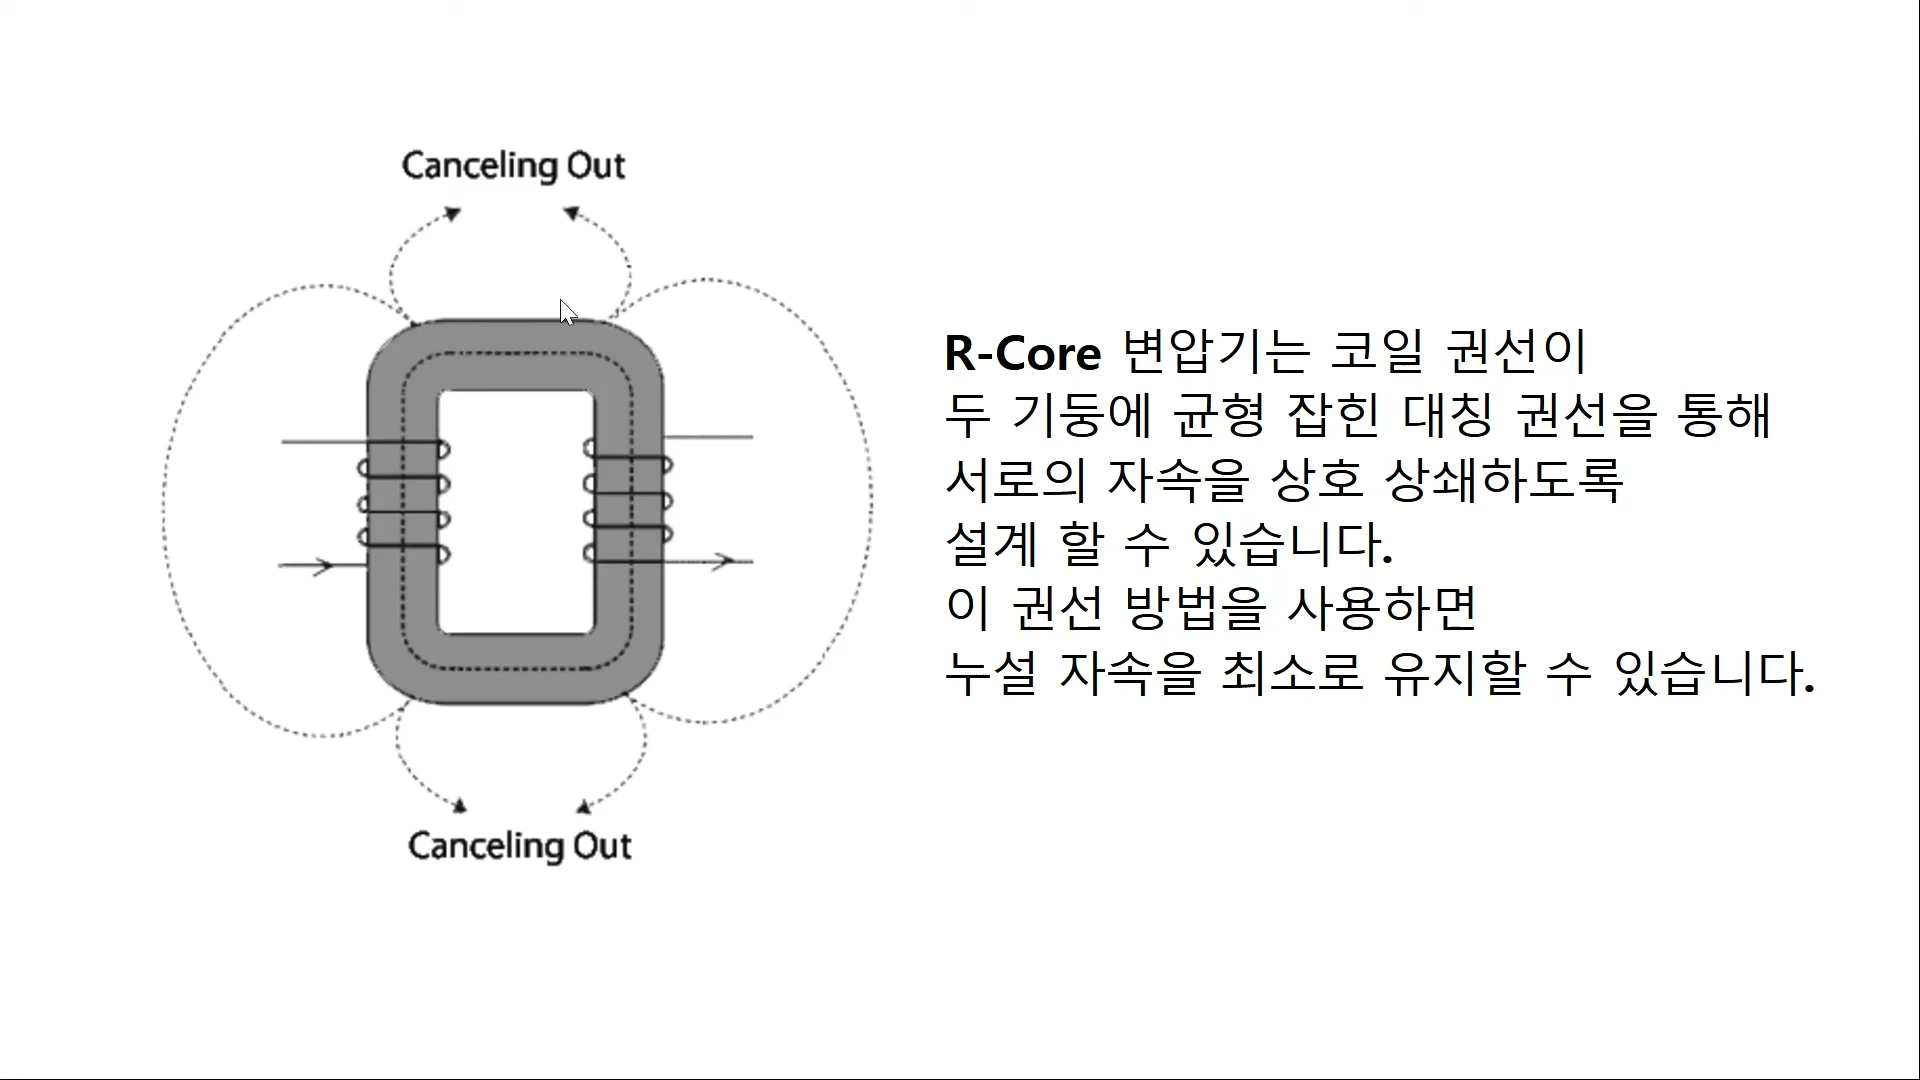 Canceling Out
R-Core 변압기는 코일 권선이
두 기둥에 균형 잡힌 대칭 권선을 통해
서로의 자속을 상호 상쇄하도록
설계 할 수 있습니다.
이 권선 방법을 사용하면
누설 자속을 최소로 유지할 수 있습니다.
Canceling Out